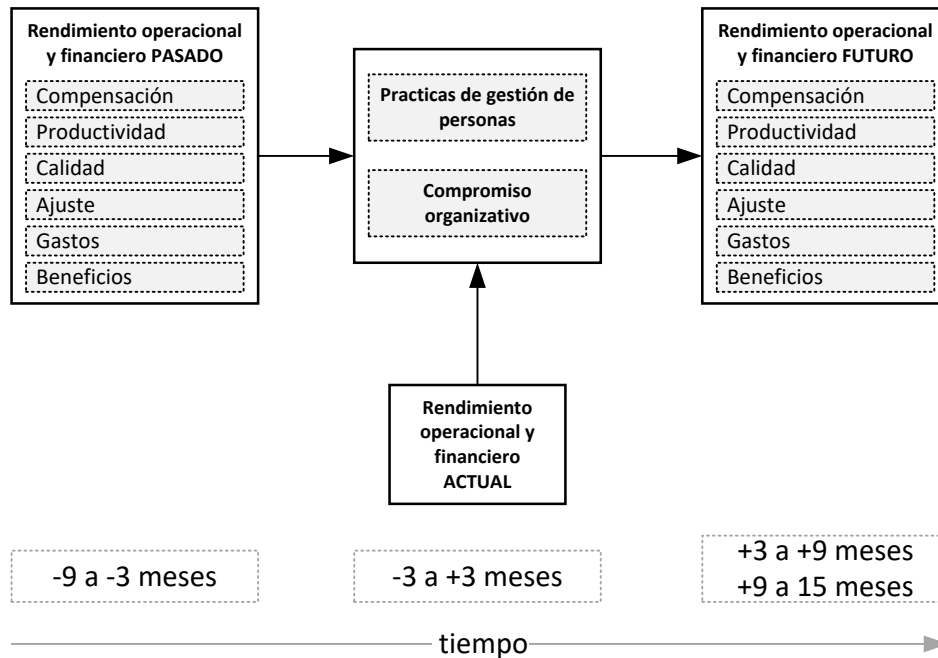 Rendimiento operacional
y financiero PASADO
Compensación
Productividad
Calidad
Ajuste
Gastos
Beneficios
Practicas de gestión de
personas
Compromiso
organizativo
Rendimiento operacional
y financiero FUTURO
Compensación
Productividad
Calidad
Ajuste
Gastos
Beneficios
Rendimiento
operacional y
financiero
ACTUAL
-9 a -3 meses
-3 a +3 meses
+3 a +9 meses
+9 a 15 meses
tiempo